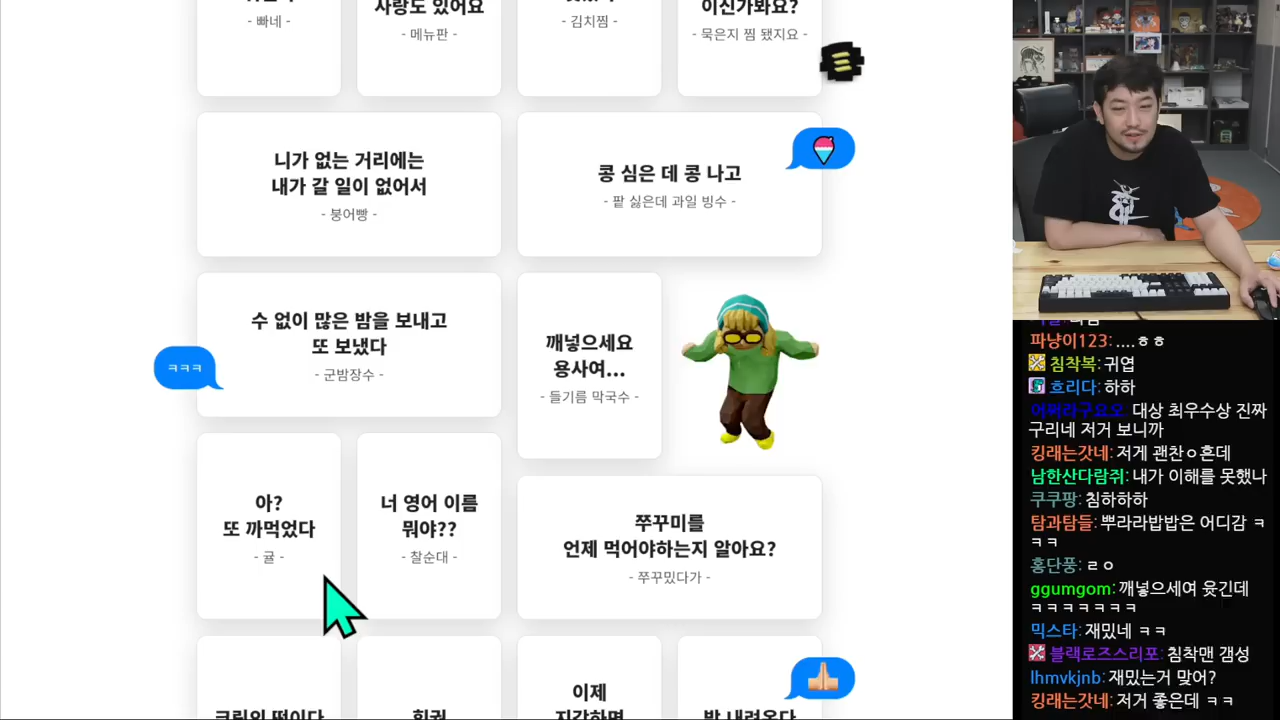 - 빠네 -
사랑도 있어요
- 메뉴판 -
- 김치찜 -
이신가봐요?
- 묵은지 찜 됐지요 -
니가 없는 거리에는
내가 갈 일이 없어서
- 붕어빵 -
콩 심은 데 콩 나고
- 팥 싫은데 과일 빙수 -
수 없이 많은 밤을 보내고
또 보냈다
- 군밤장수 -
ㅋㅋㅋ
깨넣으세요
용사여...
- 들기름 막국수 -
아?
또 까먹었다
- 귤 -
너 영어 이름
뭐야??
- 찰순대 -
쭈꾸미를
언제 먹어야하는지 알아요?
- 쭈꾸밌다가 -
이제
지각하면
파냥이123: ....ㅎㅎ
침착복: 귀엽
흐리다: 하하
어쩌라구요오: 대상 최우수상 진짜
구리네 저거 보니까
킹래는갓네: 저게 괜찬ㅇ흔데
남한산다람쥐: 내가 이해를 못했나
쿠쿠팡: 침하하하
탐과탐들: 뿌라라밥밥은 어디감 ㅋ
ㅋㅋ
홍단풍: ㄹㅇ
ggumgom: 깨넣으세여 윳긴데
ㅋㅋㅋㅋㅋㅋㅋ
믹스타: 재밌네 ㅋㅋ
블랙로즈스리포: 침착맨 갬성
lhmvkjnb: 재밌는거 맞어?
킹래는갓네: 저거 좋은데 ㅋㅋ